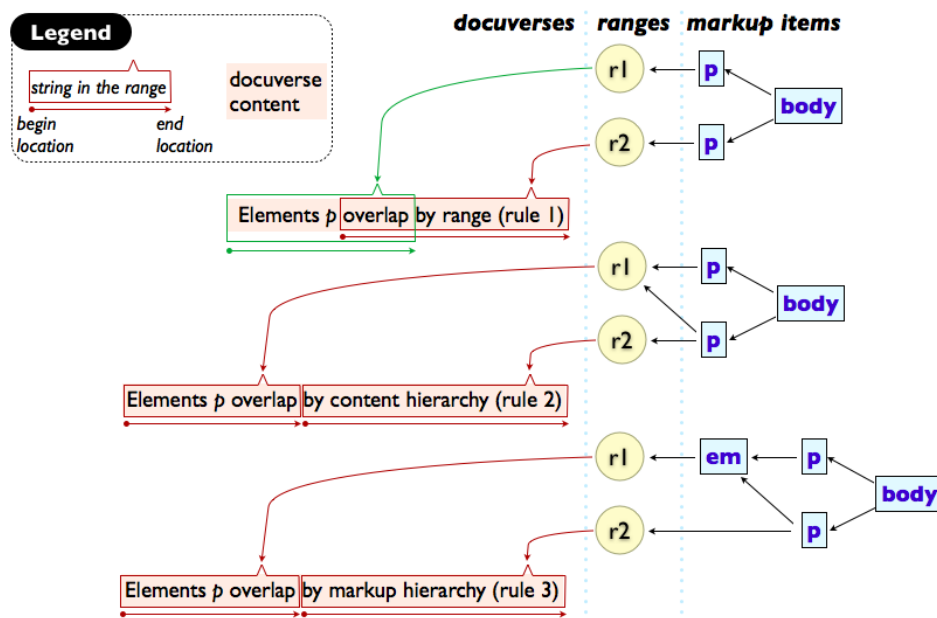 docuverses ranges markup items
Legend
string in the range
begin location
end location
docuverse content
r1 p
body
r2 p
Elements p overlap by range (rule 1)
r1 p
body
r2 p
Elements p overlap by content hierarchy (rule 2)
r1 em p
body
r2 p
Elements p overlap by markup hierarchy (rule 3)